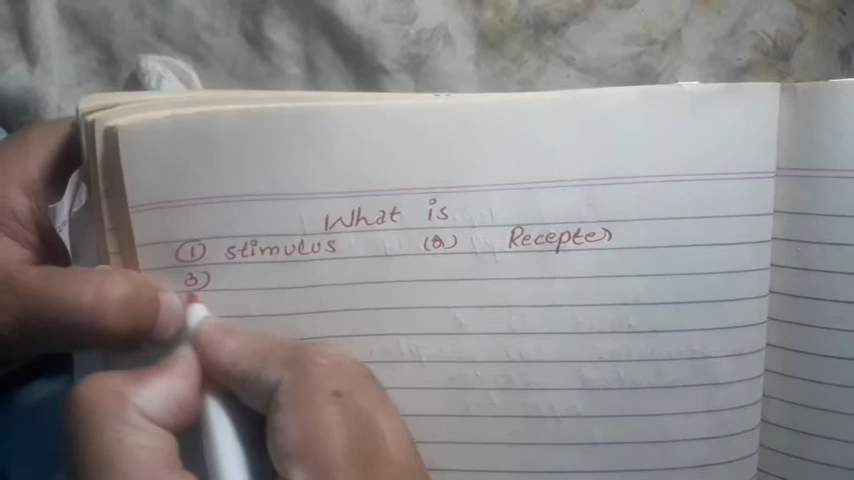 What is
① stimulus (2) Recepter
3)